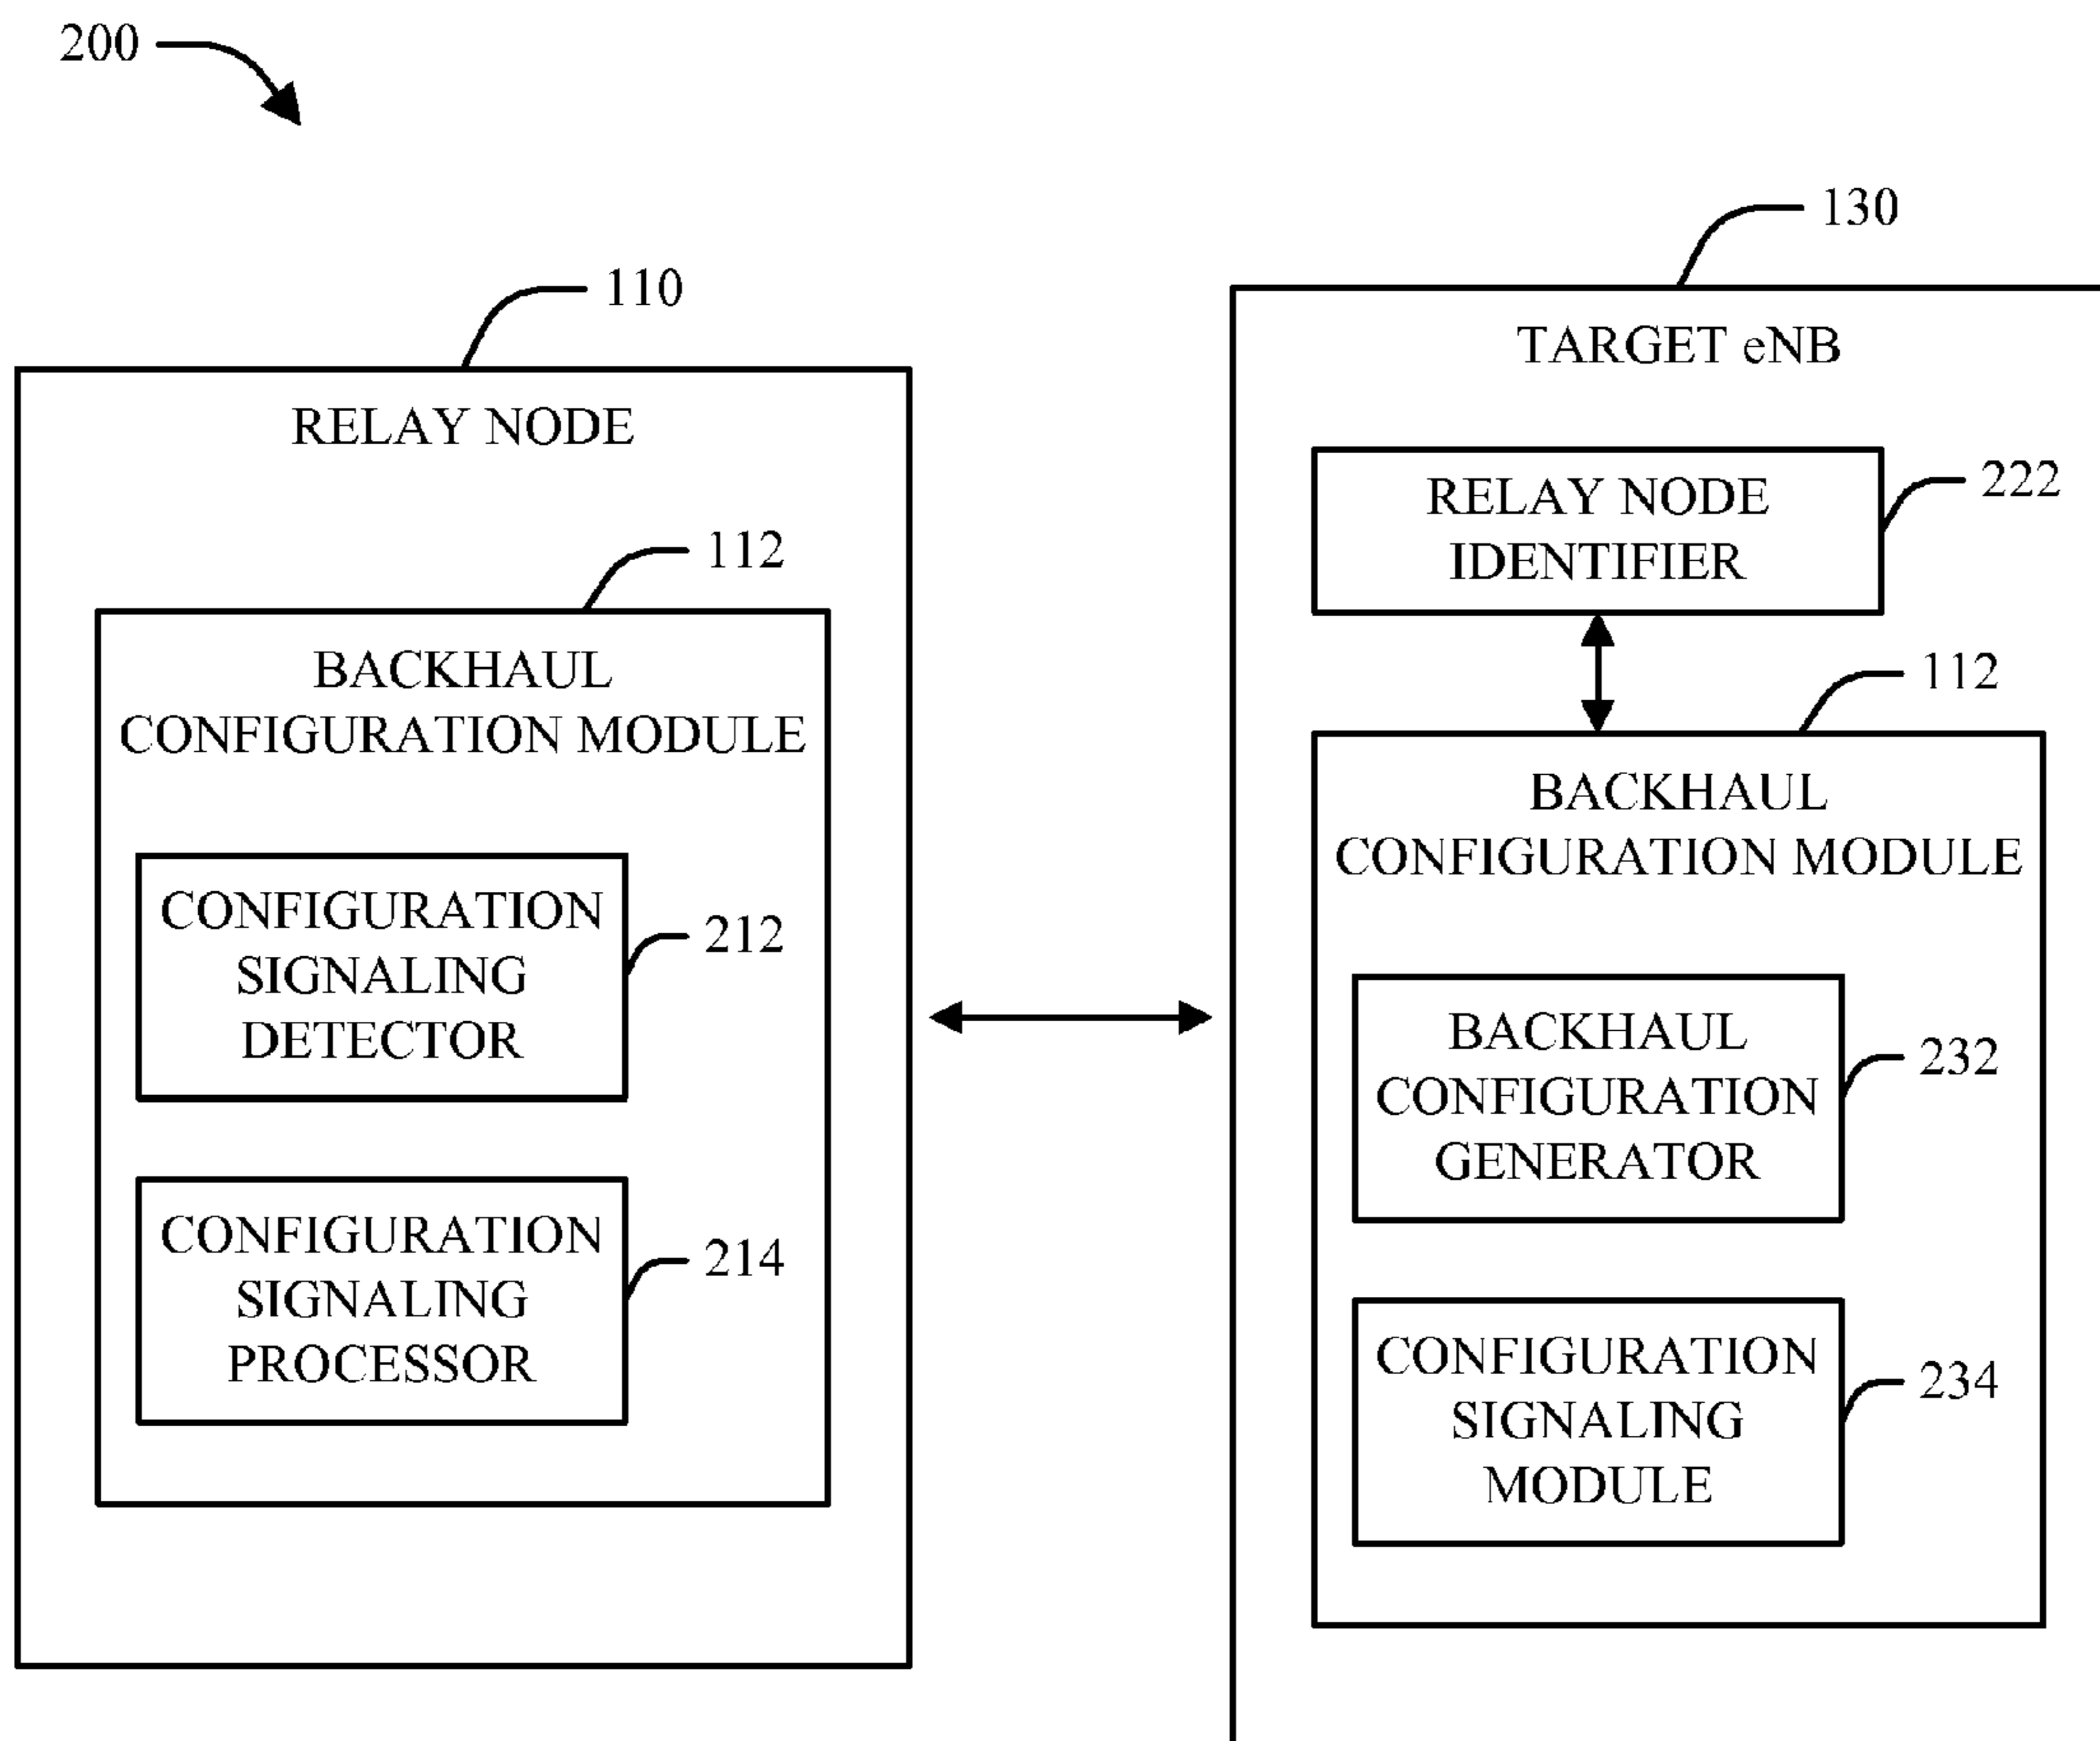 200
110
RELAY NODE
112
BACKHAUL
CONFIGURATION MODULE
CONFIGURATION
SIGNALING
DETECTOR
212
CONFIGURATION
SIGNALING
PROCESSOR
214
130
TARGET eNB
RELAY NODE
IDENTIFIER
222
112
BACKHAUL
CONFIGURATION MODULE
BACKHAUL
CONFIGURATION
GENERATOR
232
CONFIGURATION
SIGNALING
MODULE
234